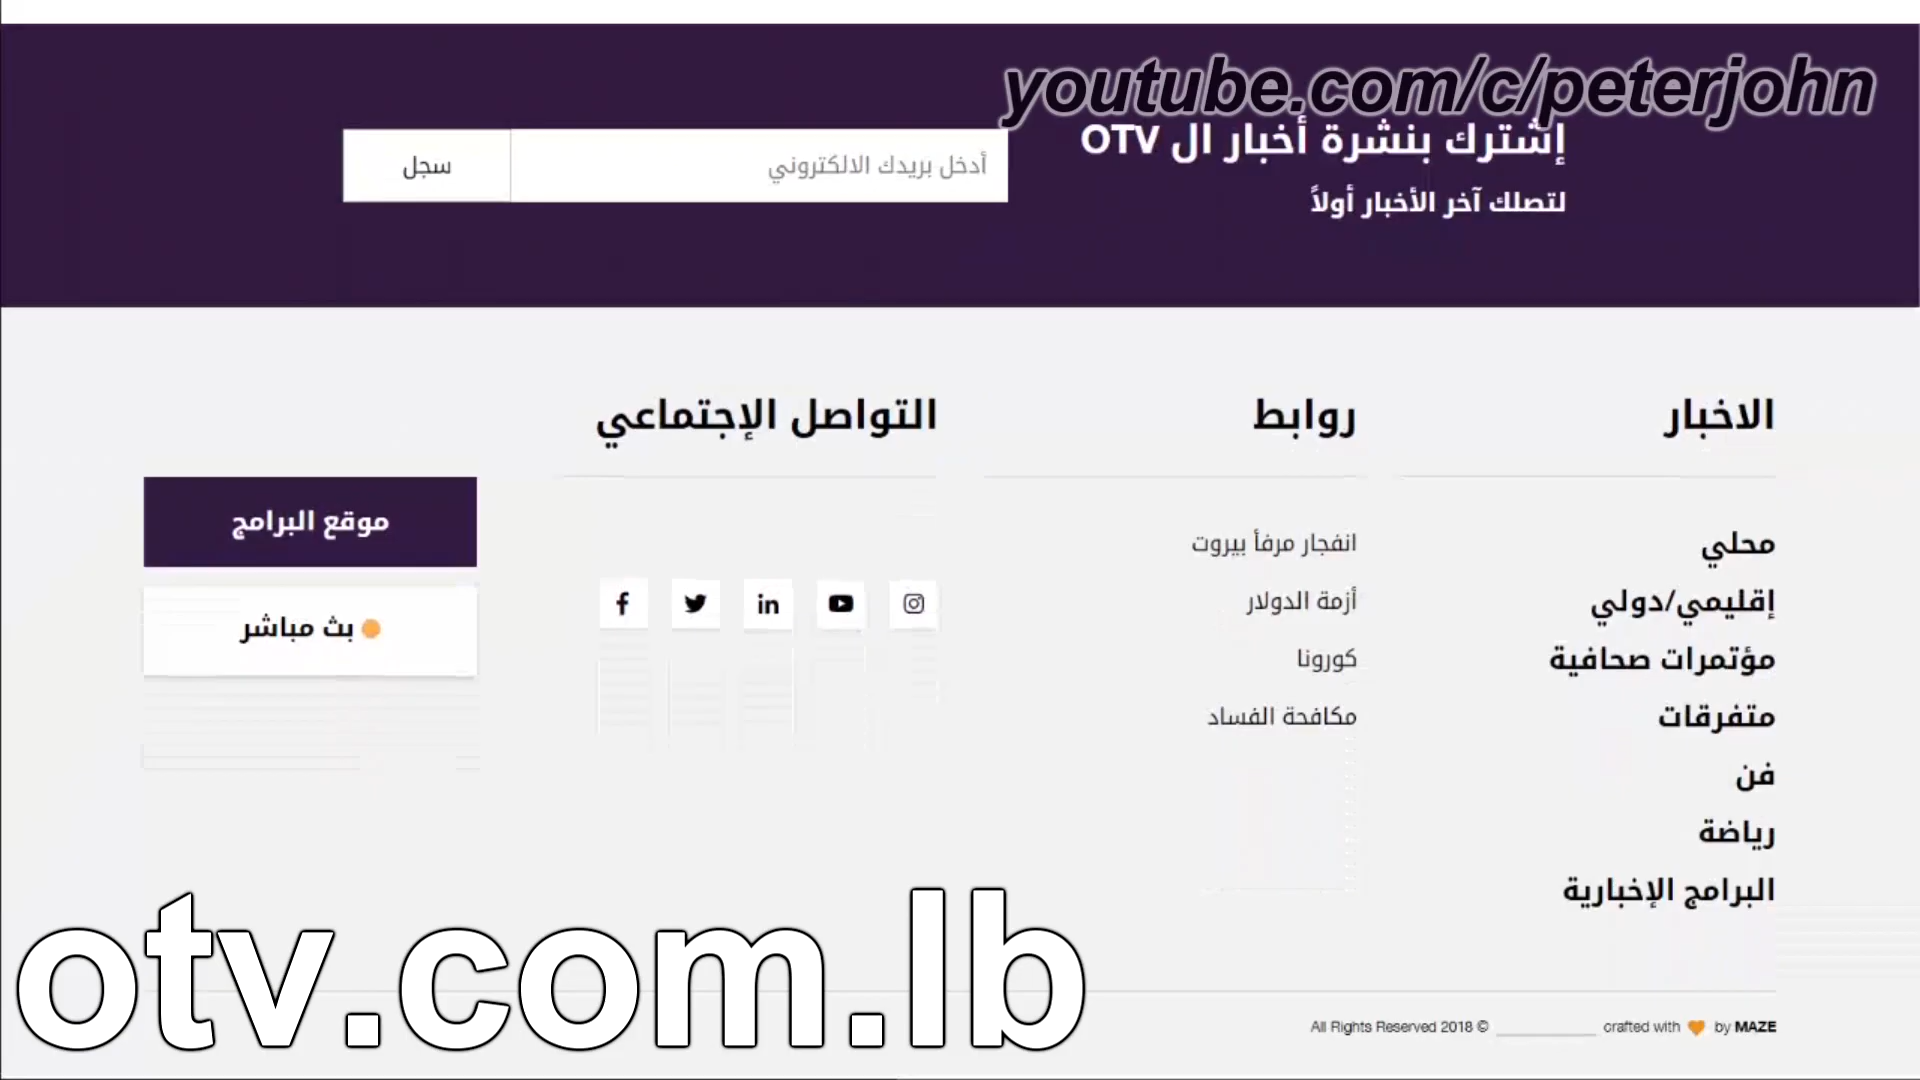 youtube.com/c/peterjohn
إشترك بنشرة أخبار ال OTV
لتصلك آخر الأخبار أولاً
أدخل بريدك الالكتروني
سجل
الاخبار
محلي
إقليمي/دولي
مؤتمرات صحافية
متفرقات
فن
رياضة
البرامج الإخبارية
روابط
انفجار مرفأ بيروت
أزمة الدولار
كورونا
مكافحة الفساد
التواصل الإجتماعي
موقع البرامج
بث مباشر
otv.com.lb
All Rights Reserved 2018 © crafted with by MAZE